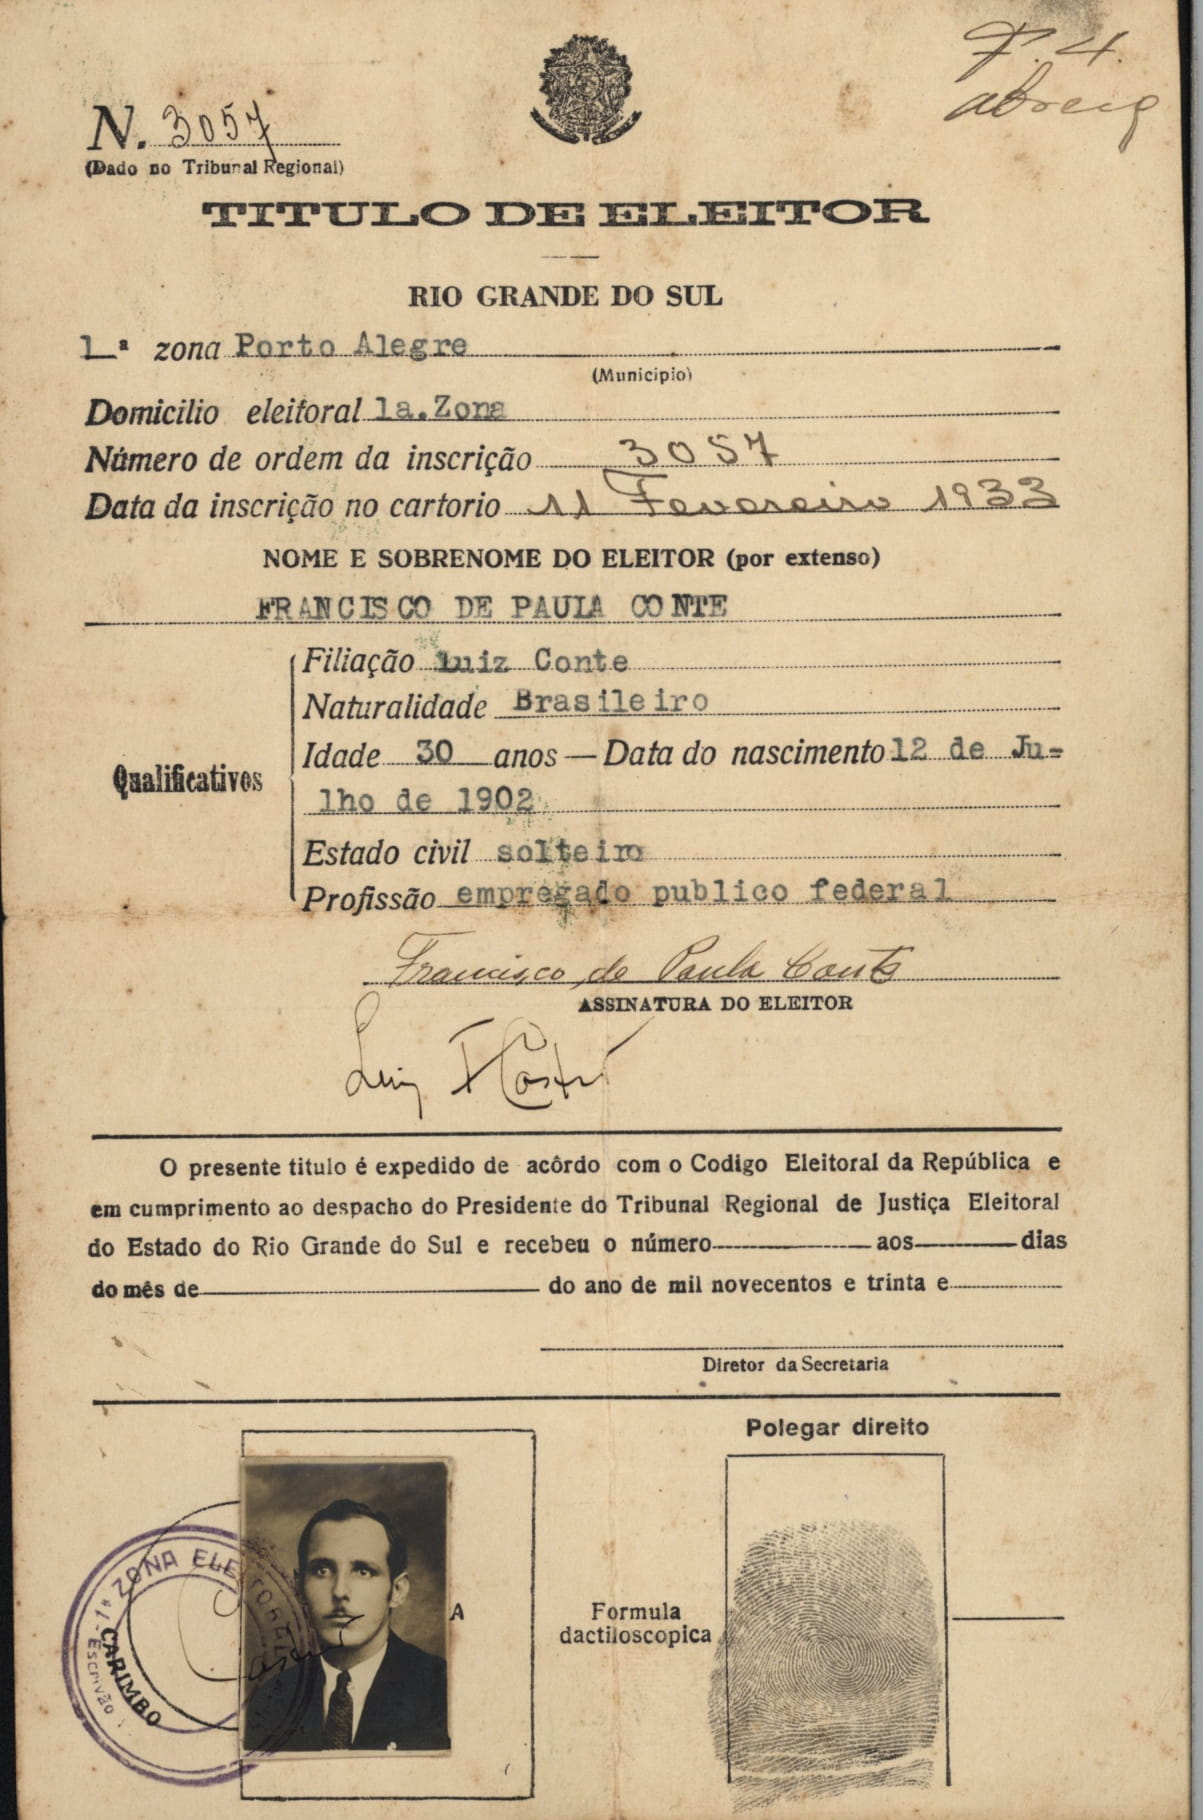 P. 4.
N. 3057
(Dado no Tribunal Regional)
TITULO DE ELEITOR
RIO GRANDE DO SUL
1ª zona Porto Alegre
(Municipio)
Domicilio eleitoral 1a. Zona
Número de ordem da inscrição 3057
Data da inscrição no cartorio 11 Fevereiro 1933
NOME E SOBRENOME DO ELEITOR (por extenso)
FRANCISCO DE PAULA CONTE
Filiação Luiz Conte
Naturalidade Brasileiro
Idade 30 anos — Data do nascimento 12 de Ju-
Qualificativos
lho de 1902
Estado civil solteiro
Profissão empregado publico federal
Francisco de Paula Conte
ASSINATURA DO ELEITOR
Luiz
O presente titulo é expedido de acôrdo com o Codigo Eleitoral da República e
em cumprimento ao despacho do Presidente do Tribunal Regional de Justiça Eleitoral
do Estado do Rio Grande do Sul e recebeu o número aos dias
do mês de do ano de mil novecentos e trinta e
Diretor da Secretaria
Polegar direito
1ª ZONA ELEITORAL
CARIMBO
Escrivão
A
Formula
dactiloscopica